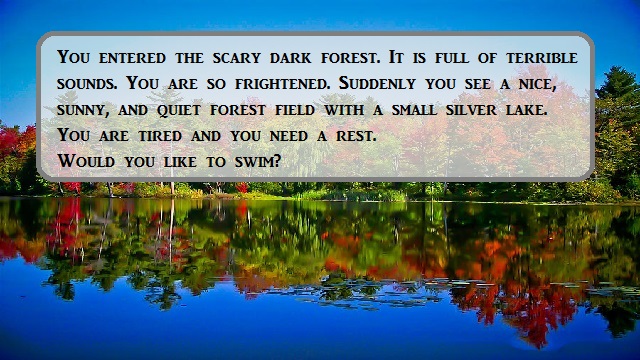 You entered the scary dark forest. It is full of terrible
sounds. You are so frightened. Suddenly you see a nice,
sunny, and quiet forest field with a small silver lake.
You are tired and you need a rest.
Would you like to swim?